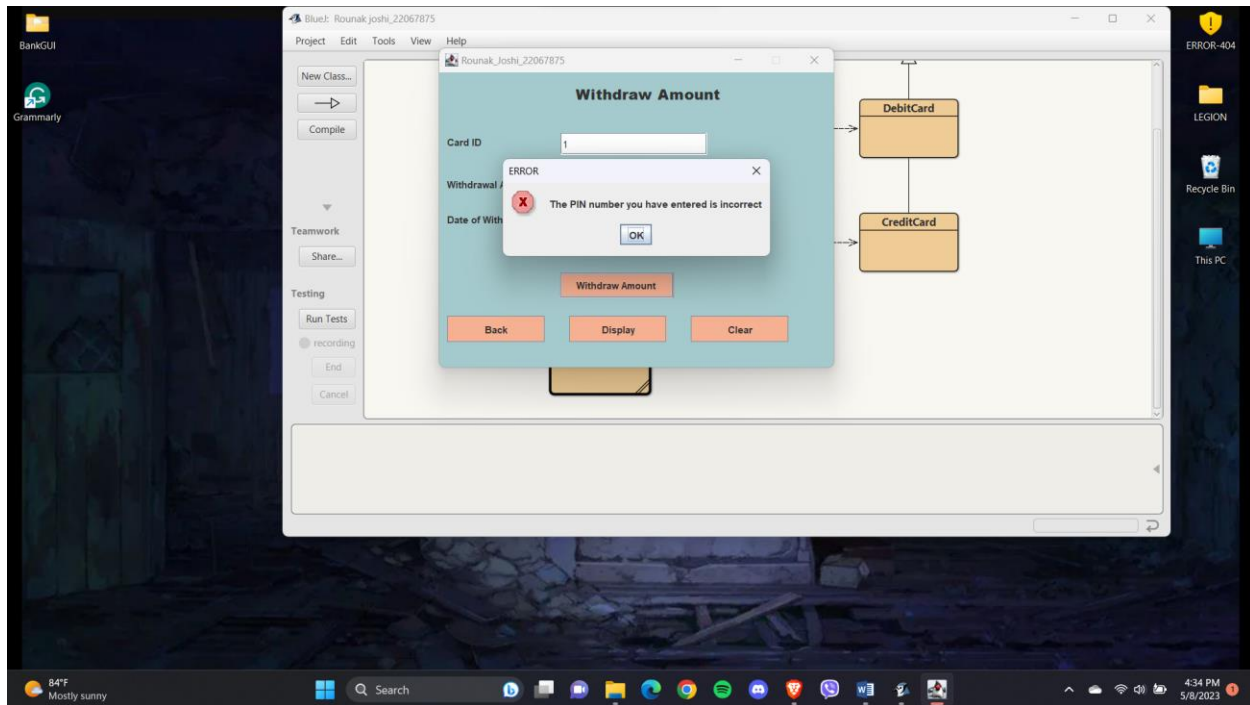 BankGUI
Grammarly
BlueJ: Rounak joshi_22067875
Project Edit Tools View Help
New Class...
Compile
Teamwork
Share...
Testing
Run Tests
recording
End
Cancel
Rounak_Joshi_22067875
Withdraw Amount
Card ID 1
Withdrawal
Date of With
ERROR
X The PIN number you have entered is incorrect
OK
Withdraw Amount
Back Display Clear
DebitCard
CreditCard
ERROR-404
LEGION
Recycle Bin
This PC
84°F
Mostly sunny
Search
4:34 PM
5/8/2023
1